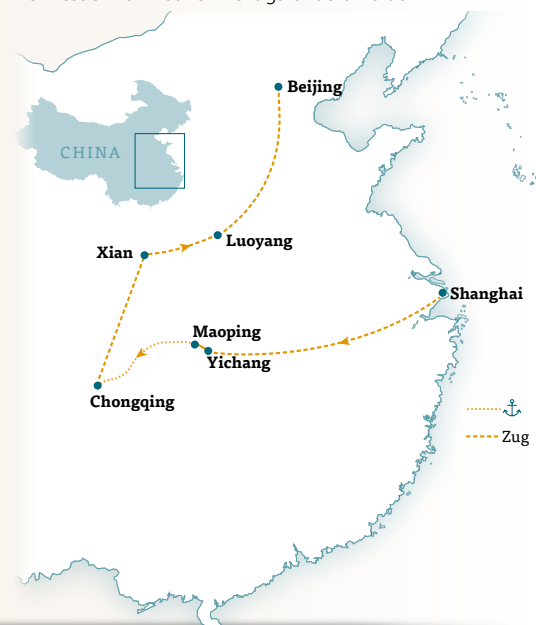 Beijing
CHINA
Luoyang
Xian
Shanghai
Maoping
Yichang
Chongqing
Zug